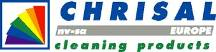 CHRISAL
nv-sa EUROPE
cleaning products